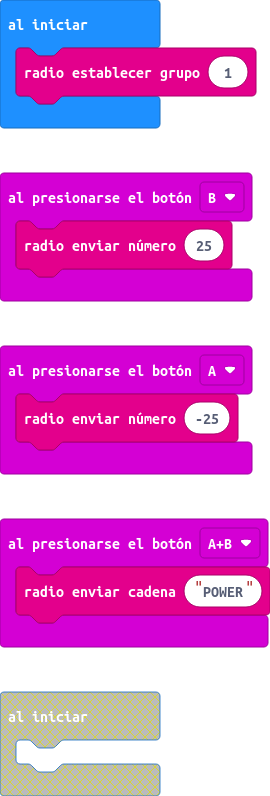 al iniciar
radio establecer grupo 1
al presionarse el botón B
radio enviar número 25
al presionarse el botón A
radio enviar número -25
al presionarse el botón A+B
radio enviar cadena "POWER"
al iniciar